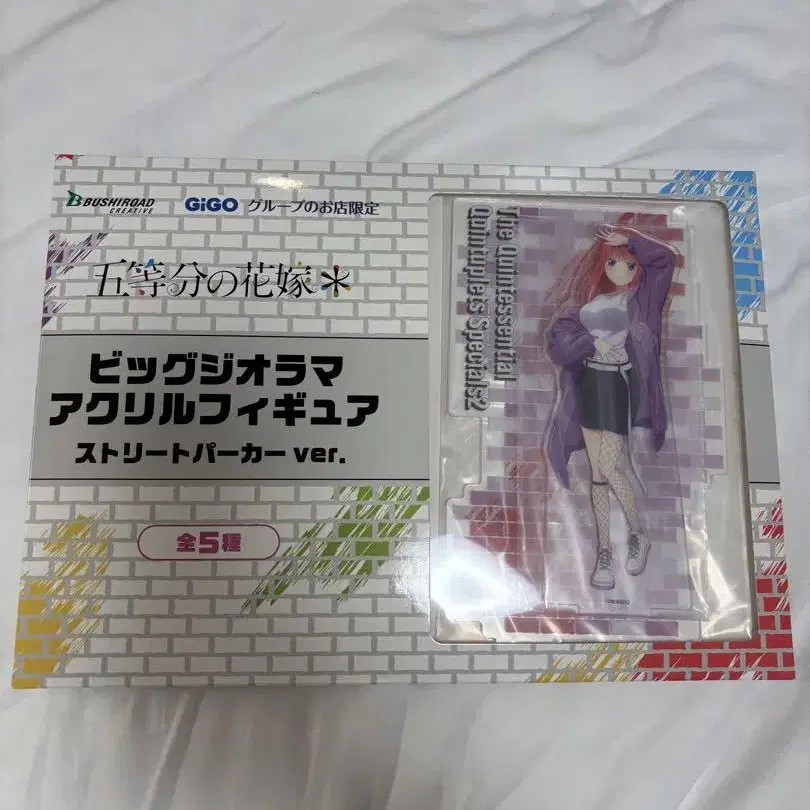 BUSHIROAD
CREATIVE
GiGO グループのお店限定
五等分の花嫁*
ビッグジオラマ
アクリルフィギュア
ストリートパーカー ver.
全5種
The Quintessential
Quintuplets Specials2